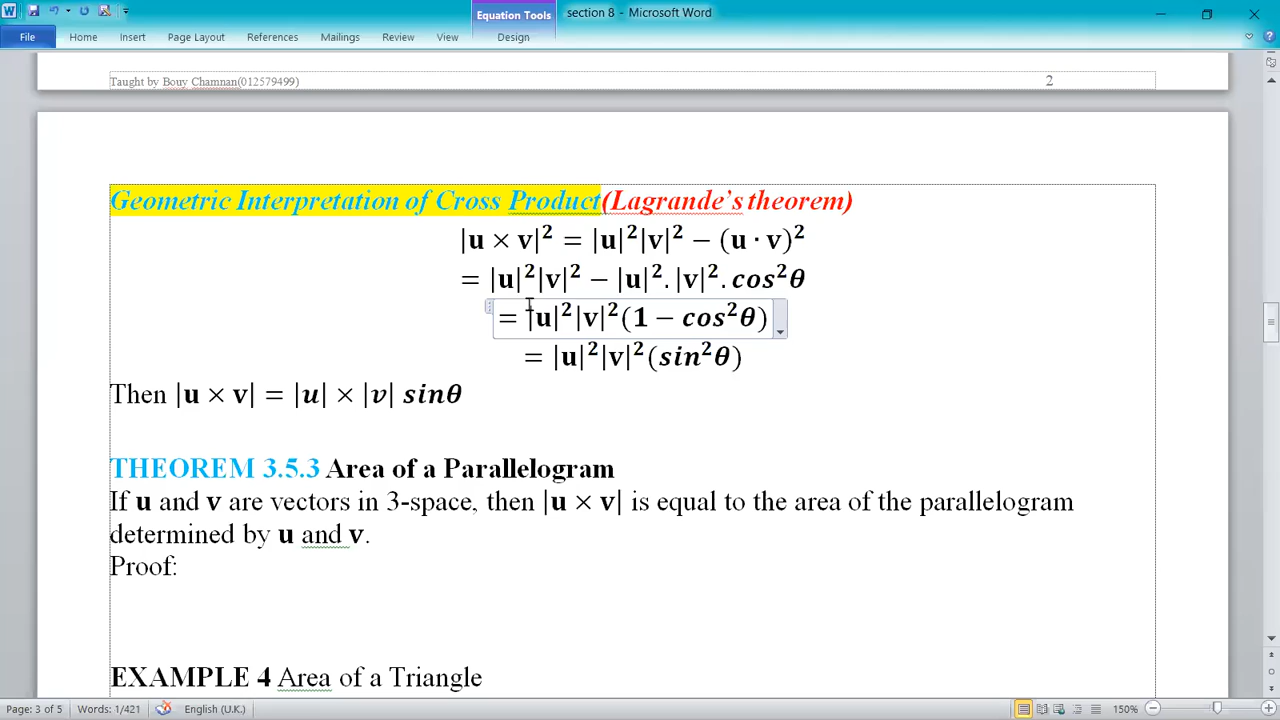 Equation Tools
section 8 - Microsoft Word
File Home Insert Page Layout References Mailings Review View Design
Taught by Bouy Chamnan(012579499) 2
Geometric Interpretation of Cross Product(Lagrande's theorem)
|u × v|² = |u|²|v|² − (u · v)²
= |u|²|v|² − |u|². |v|². cos²θ
= |u|²|v|²(1 − cos²θ)
= |u|²|v|²(sin²θ)
Then |u × v| = |u| × |v| sinθ
THEOREM 3.5.3 Area of a Parallelogram
If u and v are vectors in 3-space, then |u × v| is equal to the area of the parallelogram
determined by u and v.
Proof:
EXAMPLE 4 Area of a Triangle
Page: 3 of 5 Words: 1/421 English (U.K.) 150%